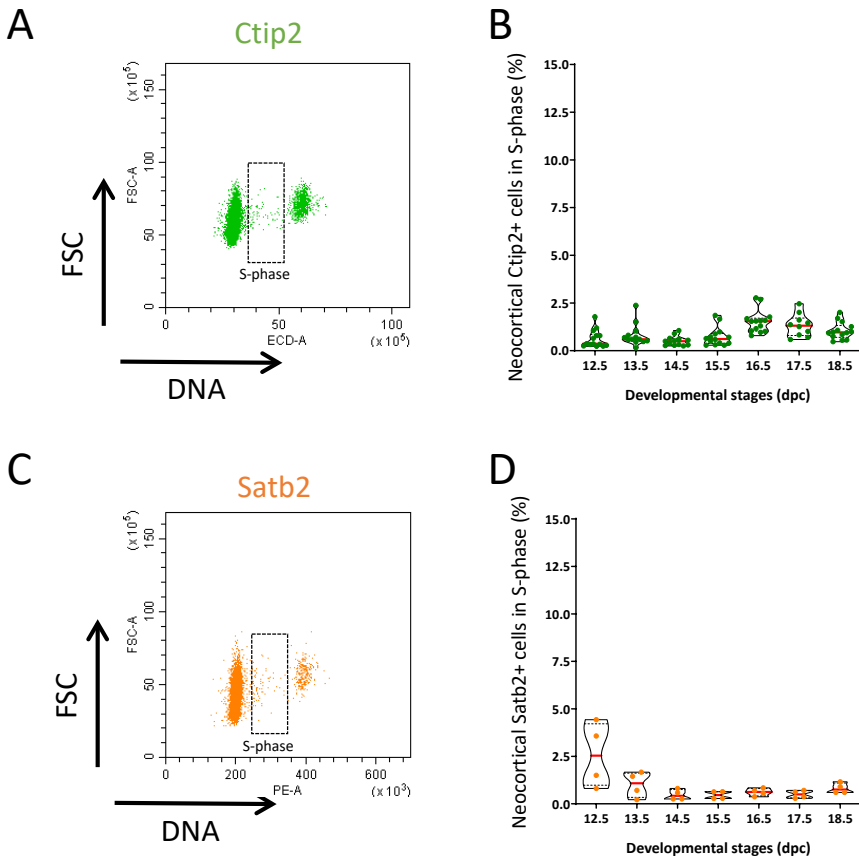 A
Ctip2
(x 10⁵)
150
100
50
0
FSC-A
FSC
S-phase
0
50
100
ECD-A
(x 10⁵)
DNA
B
Neocortical Ctip2+ cells in S-phase (%)
15.0
12.5
10.0
7.5
5.0
2.5
0.0
12.5 13.5 14.5 15.5 16.5 17.5 18.5
Developmental stages (dpc)
C
Satb2
(x 10⁵)
150
100
50
0
FSC-A
FSC
S-phase
200
400
600
PE-A
(x 10³)
DNA
D
Neocortical Satb2+ cells in S-phase (%)
15.0
12.5
10.0
7.5
5.0
2.5
0.0
12.5 13.5 14.5 15.5 16.5 17.5 18.5
Developmental stages (dpc)